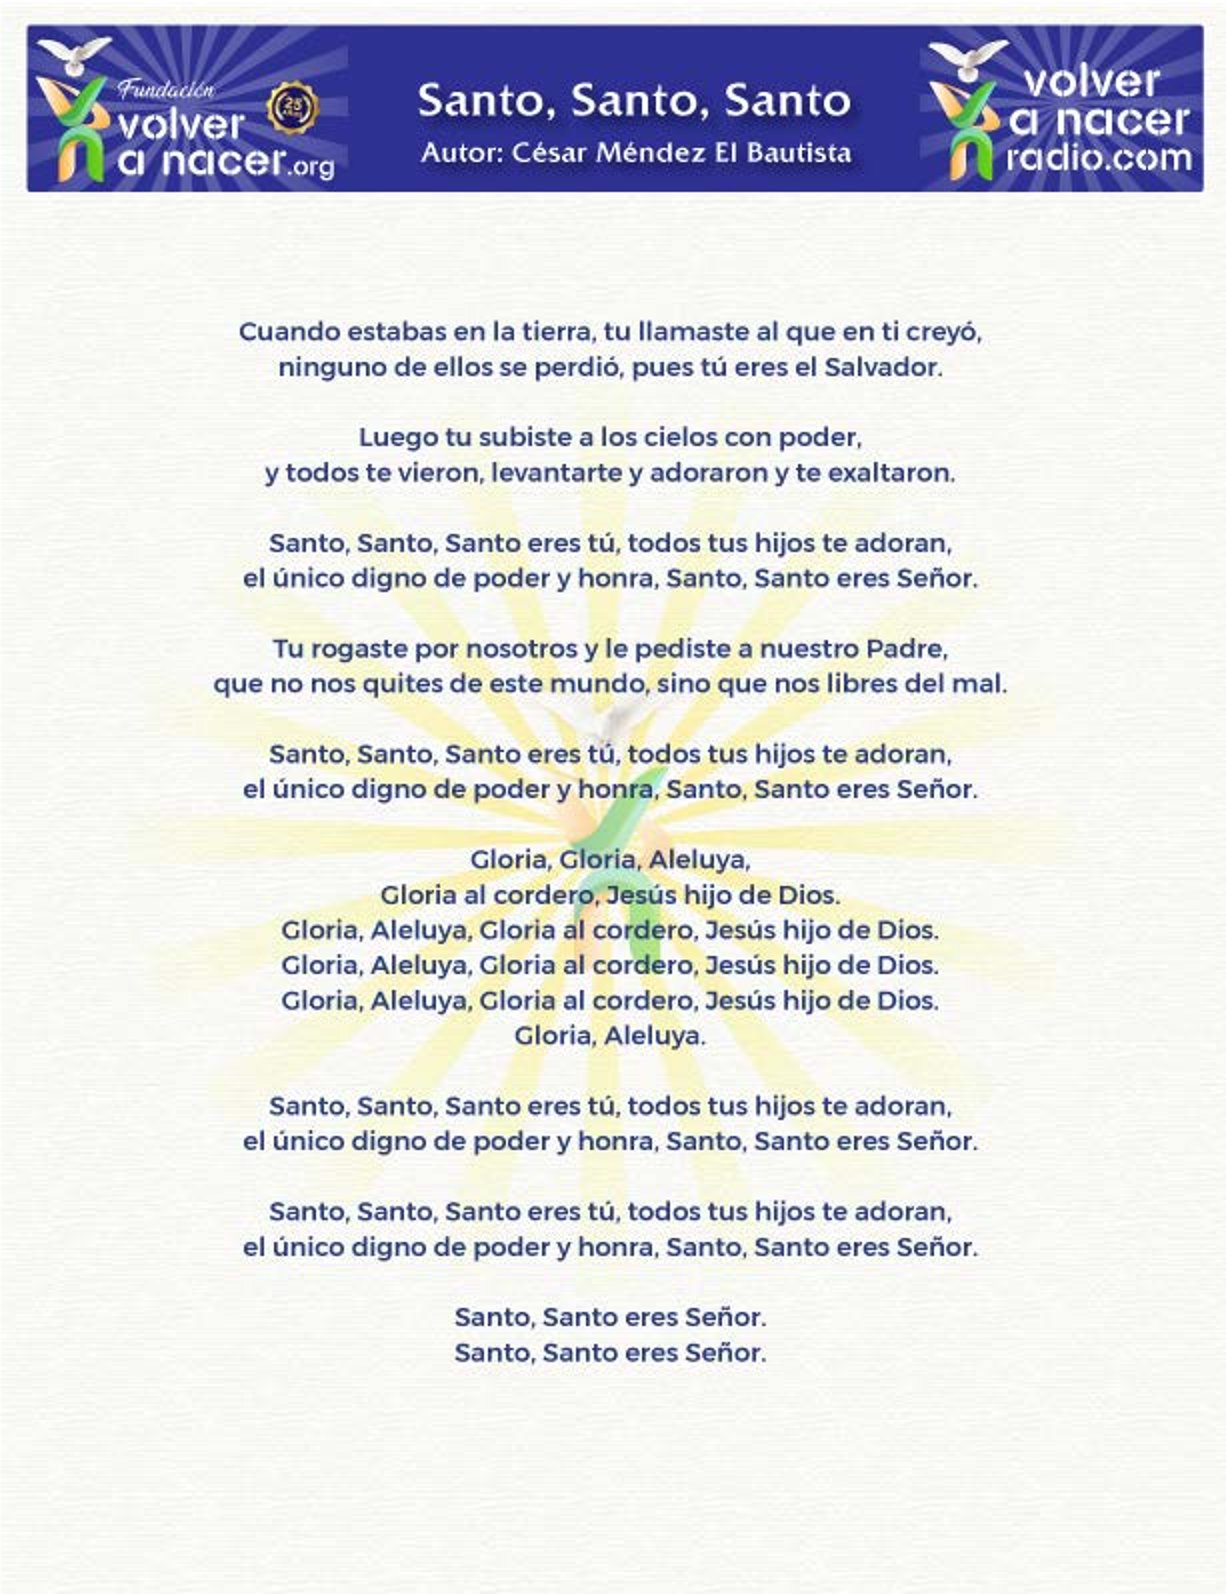 Fundación
volver
a nacer.org
25
Santo, Santo, Santo
Autor: César Méndez El Bautista
volver
a nacer
radio.com
Cuando estabas en la tierra, tu llamaste al que en ti creyó,
ninguno de ellos se perdió, pues tú eres el Salvador.
Luego tu subiste a los cielos con poder,
y todos te vieron, levantarte y adoraron y te exaltaron.
Santo, Santo, Santo eres tú, todos tus hijos te adoran,
el único digno de poder y honra, Santo, Santo eres Señor.
Tu rogaste por nosotros y le pediste a nuestro Padre,
que no nos quites de este mundo, sino que nos libres del mal.
Santo, Santo, Santo eres tú, todos tus hijos te adoran,
el único digno de poder y honra, Santo, Santo eres Señor.
Gloria, Gloria, Aleluya,
Gloria al cordero, Jesús hijo de Dios.
Gloria, Aleluya, Gloria al cordero, Jesús hijo de Dios.
Gloria, Aleluya, Gloria al cordero, Jesús hijo de Dios.
Gloria, Aleluya, Gloria al cordero, Jesús hijo de Dios.
Gloria, Aleluya.
Santo, Santo, Santo eres tú, todos tus hijos te adoran,
el único digno de poder y honra, Santo, Santo eres Señor.
Santo, Santo, Santo eres tú, todos tus hijos te adoran,
el único digno de poder y honra, Santo, Santo eres Señor.
Santo, Santo eres Señor.
Santo, Santo eres Señor.